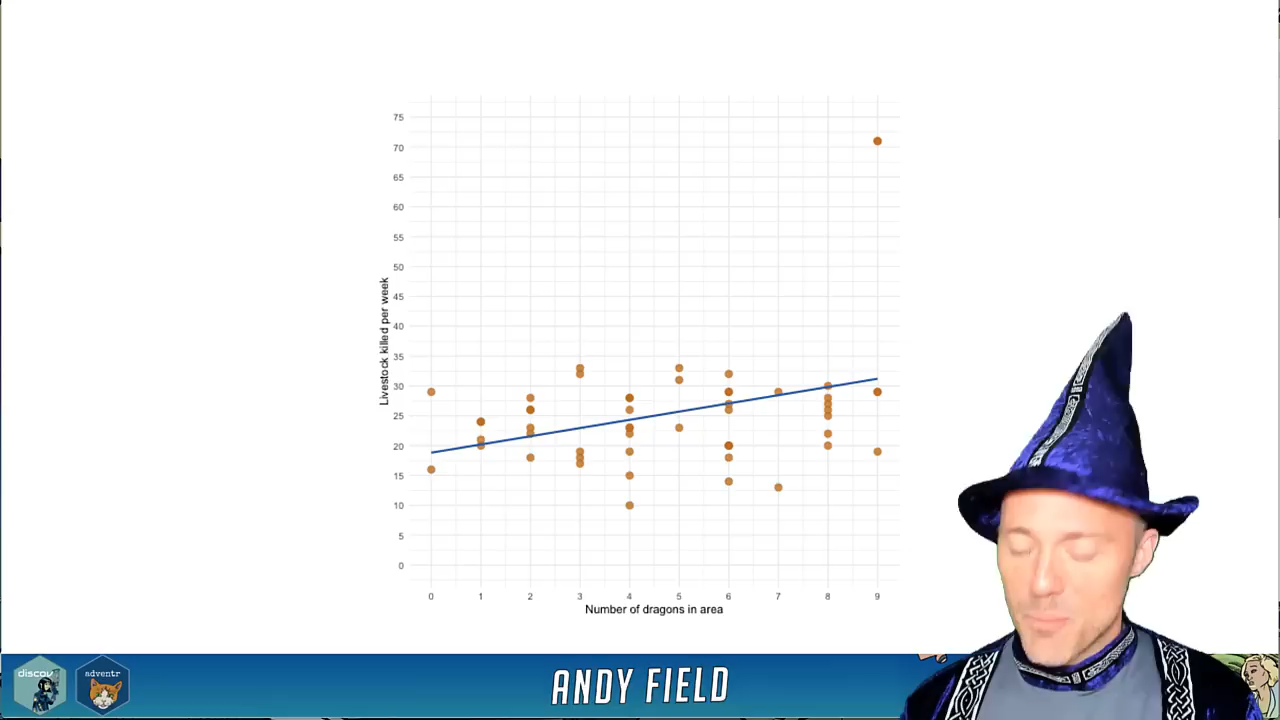 75
70
65
60
55
50
45
40
35
30
25
20
15
10
5
0
Livestock killed per week
0 1 2 3 4 5 6 7 8 9
Number of dragons in area
discov
adventr
ANDY FIELD